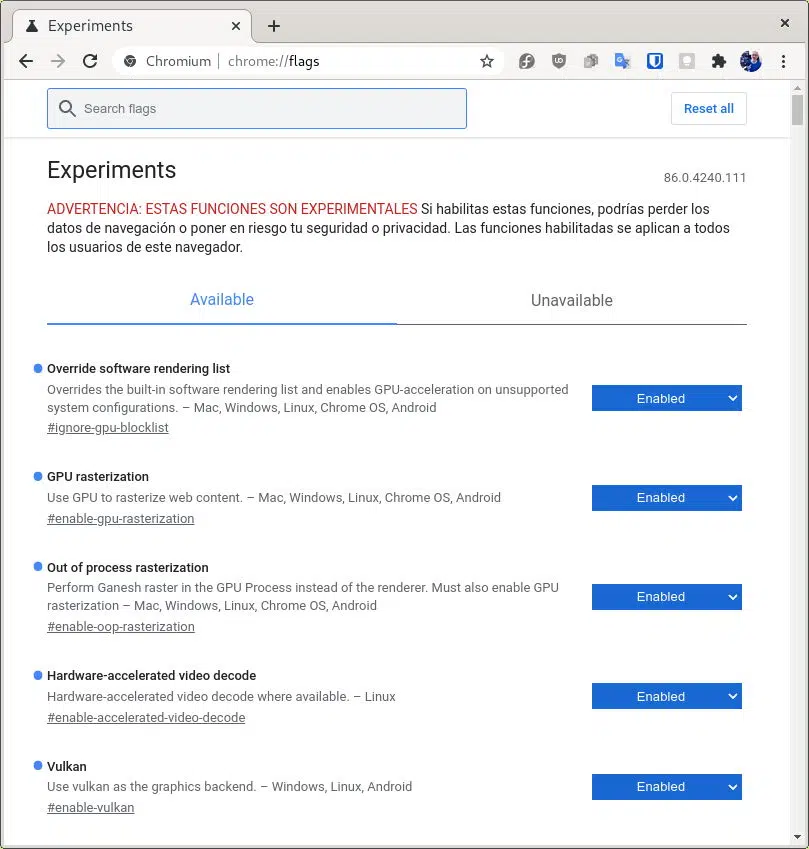 Experiments
Chromium | chrome://flags
Search flags
Reset all
Experiments
86.0.4240.111
ADVERTENCIA: ESTAS FUNCIONES SON EXPERIMENTALES Si habilitas estas funciones, podrías perder los
datos de navegación o poner en riesgo tu seguridad o privacidad. Las funciones habilitadas se aplican a todos
los usuarios de este navegador.
Available
Unavailable
Override software rendering list
Overrides the built-in software rendering list and enables GPU-acceleration on unsupported
system configurations. – Mac, Windows, Linux, Chrome OS, Android
#ignore-gpu-blocklist
Enabled
GPU rasterization
Use GPU to rasterize web content. – Mac, Windows, Linux, Chrome OS, Android
#enable-gpu-rasterization
Enabled
Out of process rasterization
Perform Ganesh raster in the GPU Process instead of the renderer. Must also enable GPU
rasterization – Mac, Windows, Linux, Chrome OS, Android
#enable-oop-rasterization
Enabled
Hardware-accelerated video decode
Hardware-accelerated video decode where available. – Linux
#enable-accelerated-video-decode
Enabled
Vulkan
Use vulkan as the graphics backend. – Windows, Linux, Android
#enable-vulkan
Enabled